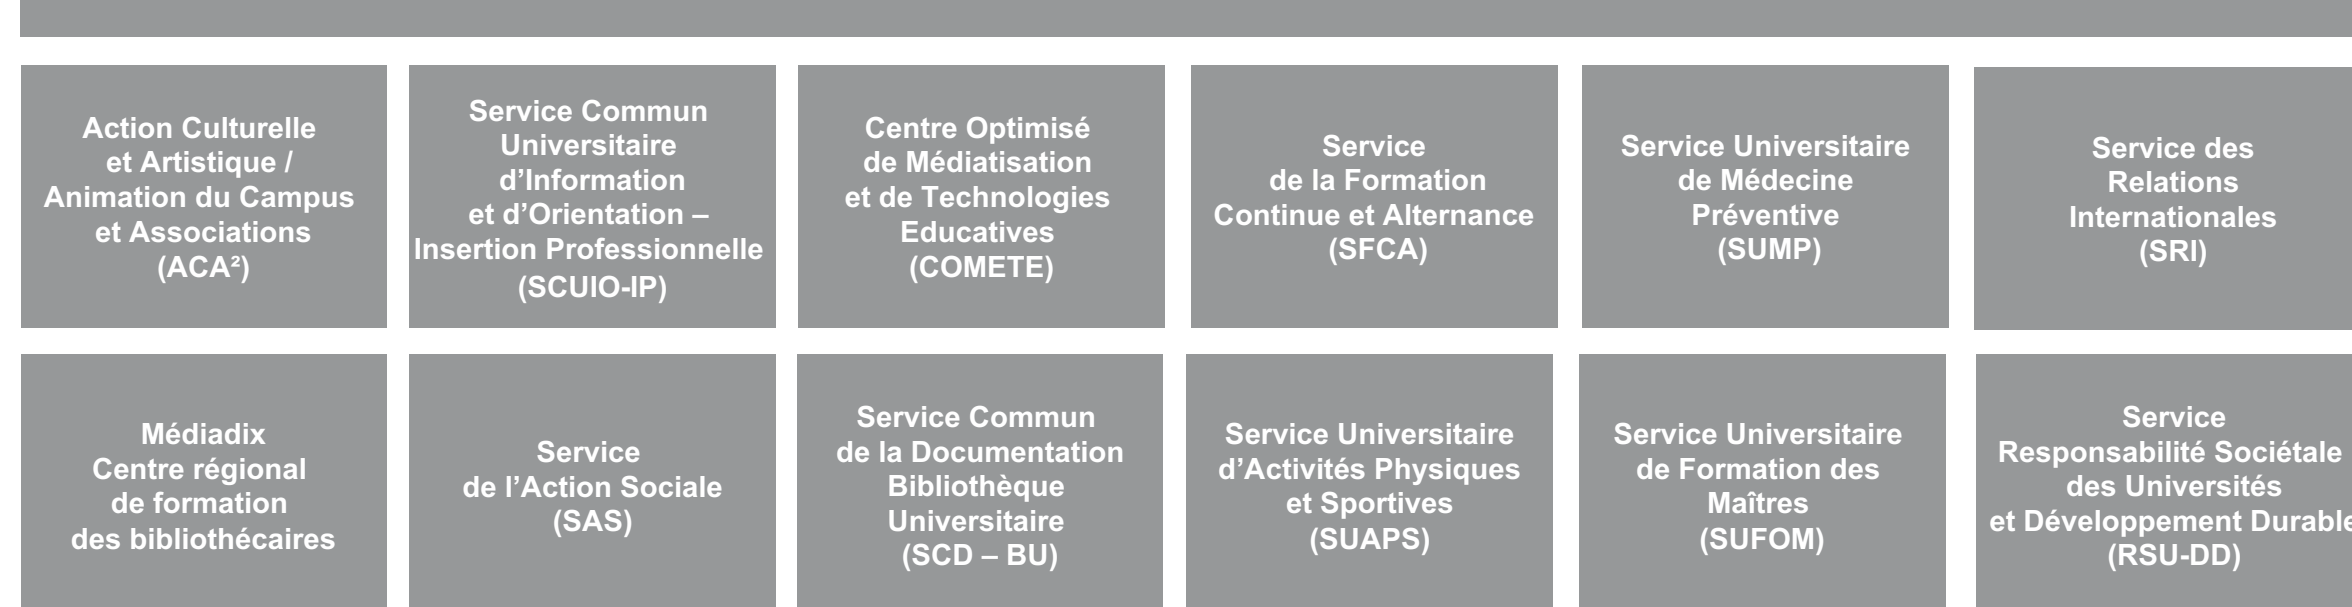 Action Culturelle
et Artistique /
Animation du Campus
et Associations
(ACA²)
Service Commun
Universitaire
d’Information
et d’Orientation –
Insertion Professionnelle
(SCUIO-IP)
Centre Optimisé
de Médiatisation
et de Technologies
Educatives
(COMETE)
Service
de la Formation
Continue et Alternance
(SFCA)
Service Universitaire
de Médecine
Préventive
(SUMP)
Service des
Relations
Internationales
(SRI)
Médiadix
Centre régional
de formation
des bibliothécaires
Service
de l’Action Sociale
(SAS)
Service Commun
de la Documentation
Bibliothèque
Universitaire
(SCD – BU)
Service Universitaire
d’Activités Physiques
et Sportives
(SUAPS)
Service Universitaire
de Formation des
Maîtres
(SUFOM)
Service
Responsabilité Sociétale
des Universités
et Développement Durable
(RSU-DD)